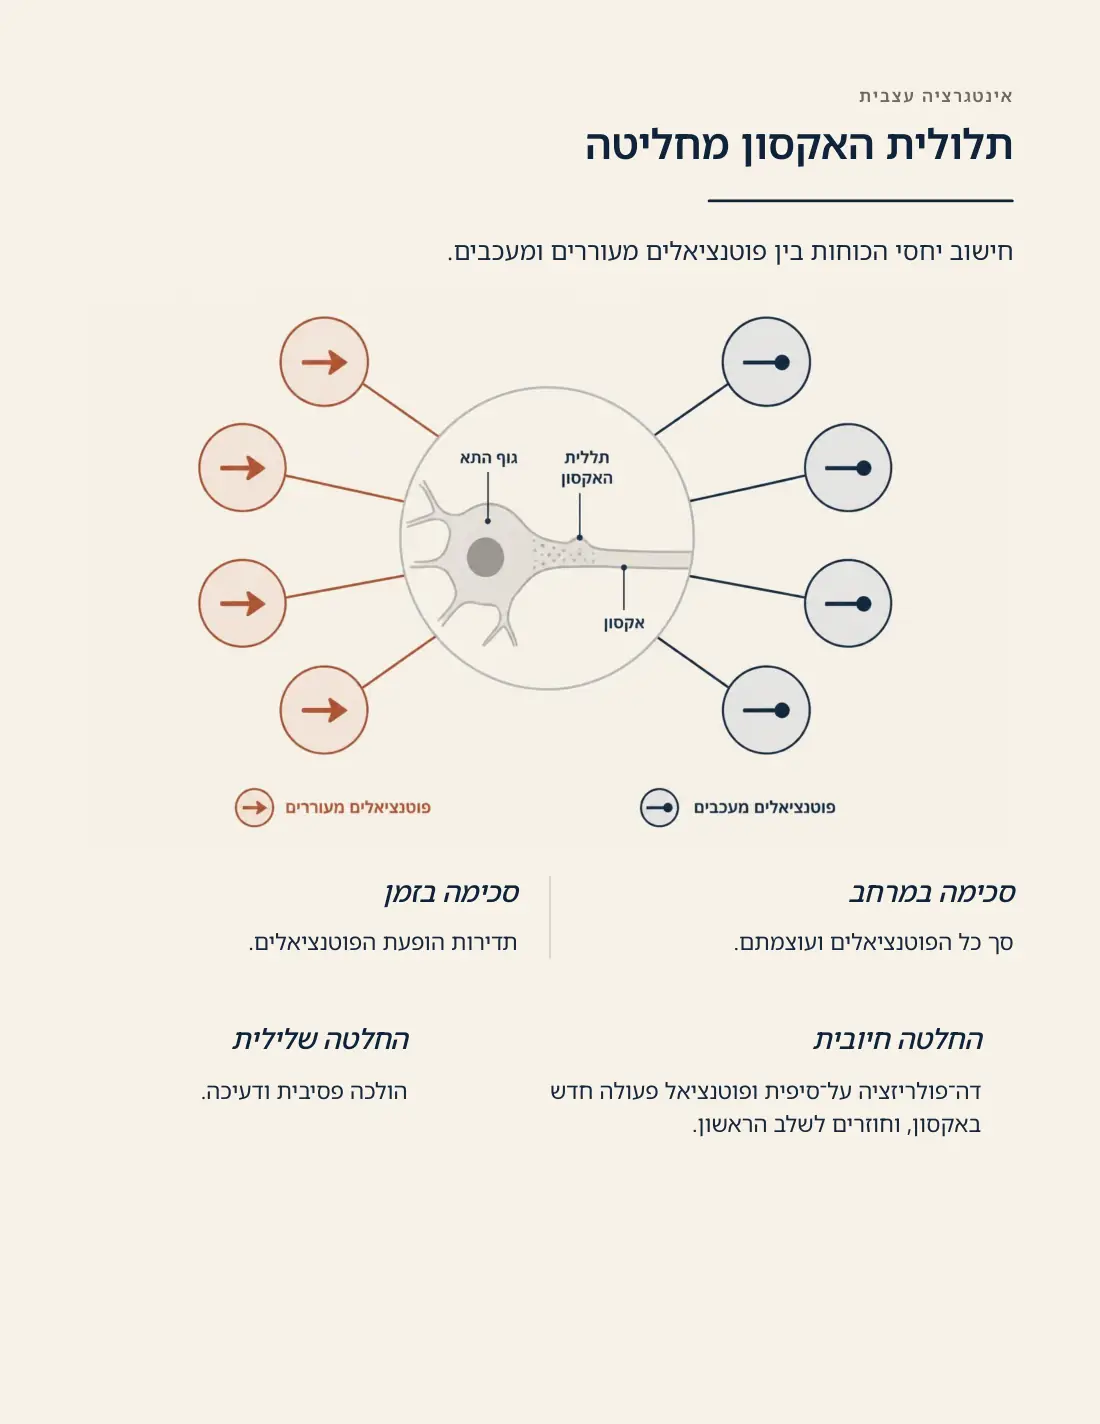 אינטגרציה עצבית
תלולית האקסון מחליטה
חישוב יחסי הכוחות בין פוטנציאלים מעוררים ומעכבים.
תללית
האקסון
גוף התא
אקסון
פוטנציאלים מעכבים
פוטנציאלים מעוררים
סכימה במרחב
סך כל הפוטנציאלים ועוצמתם.
סכימה בזמן
תדירות הופעת הפוטנציאלים.
החלטה חיובית
דה־פולריזציה על־סיפית ופוטנציאל פעולה חדש
באקסון, וחוזרים לשלב הראשון.
החלטה שלילית
הולכה פסיבית ודעיכה.